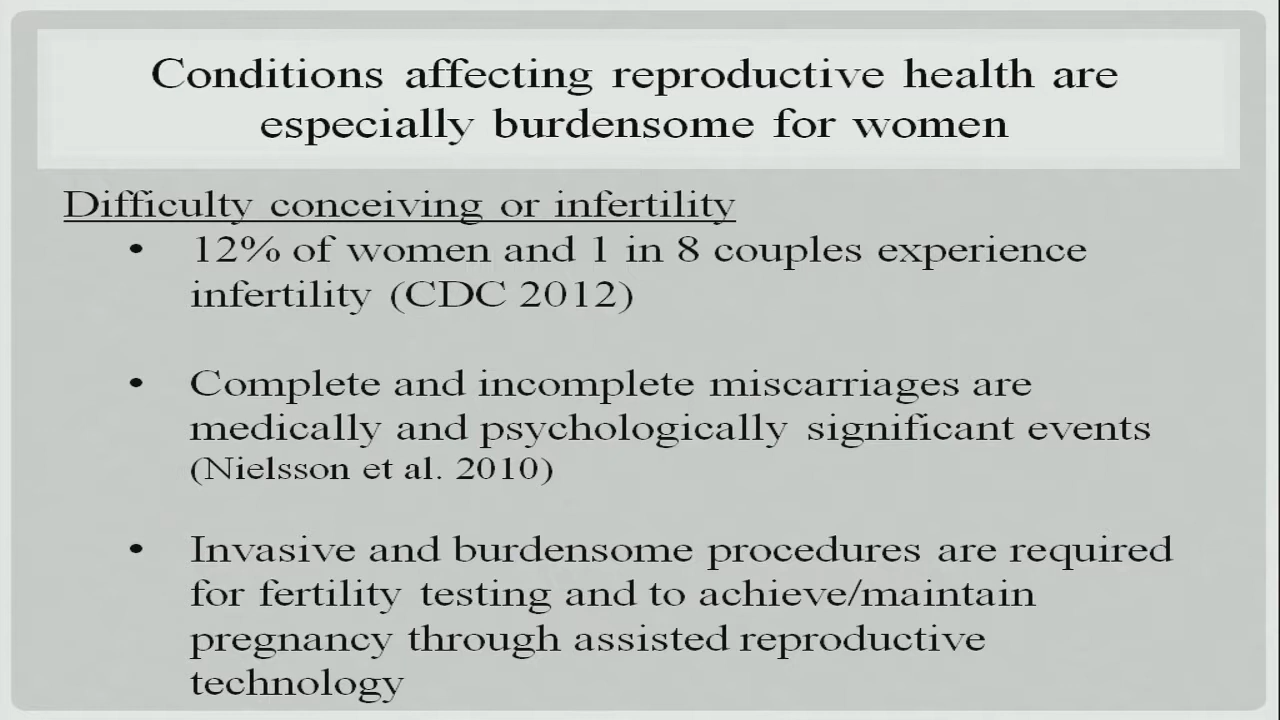 Conditions affecting reproductive health are
especially burdensome for women
Difficulty conceiving or infertility
• 12% of women and 1 in 8 couples experience
infertility (CDC 2012)
• Complete and incomplete miscarriages are
medically and psychologically significant events
(Nielsson et al. 2010)
• Invasive and burdensome procedures are required
for fertility testing and to achieve/maintain
pregnancy through assisted reproductive
technology